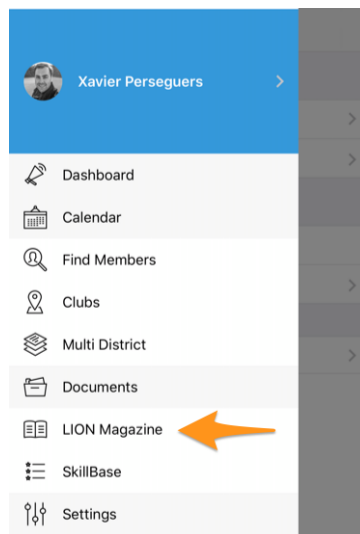 Xavier Perseguers
Dashboard
Calendar
Find Members
Clubs
Multi District
Documents
LION Magazine
SkillBase
Settings